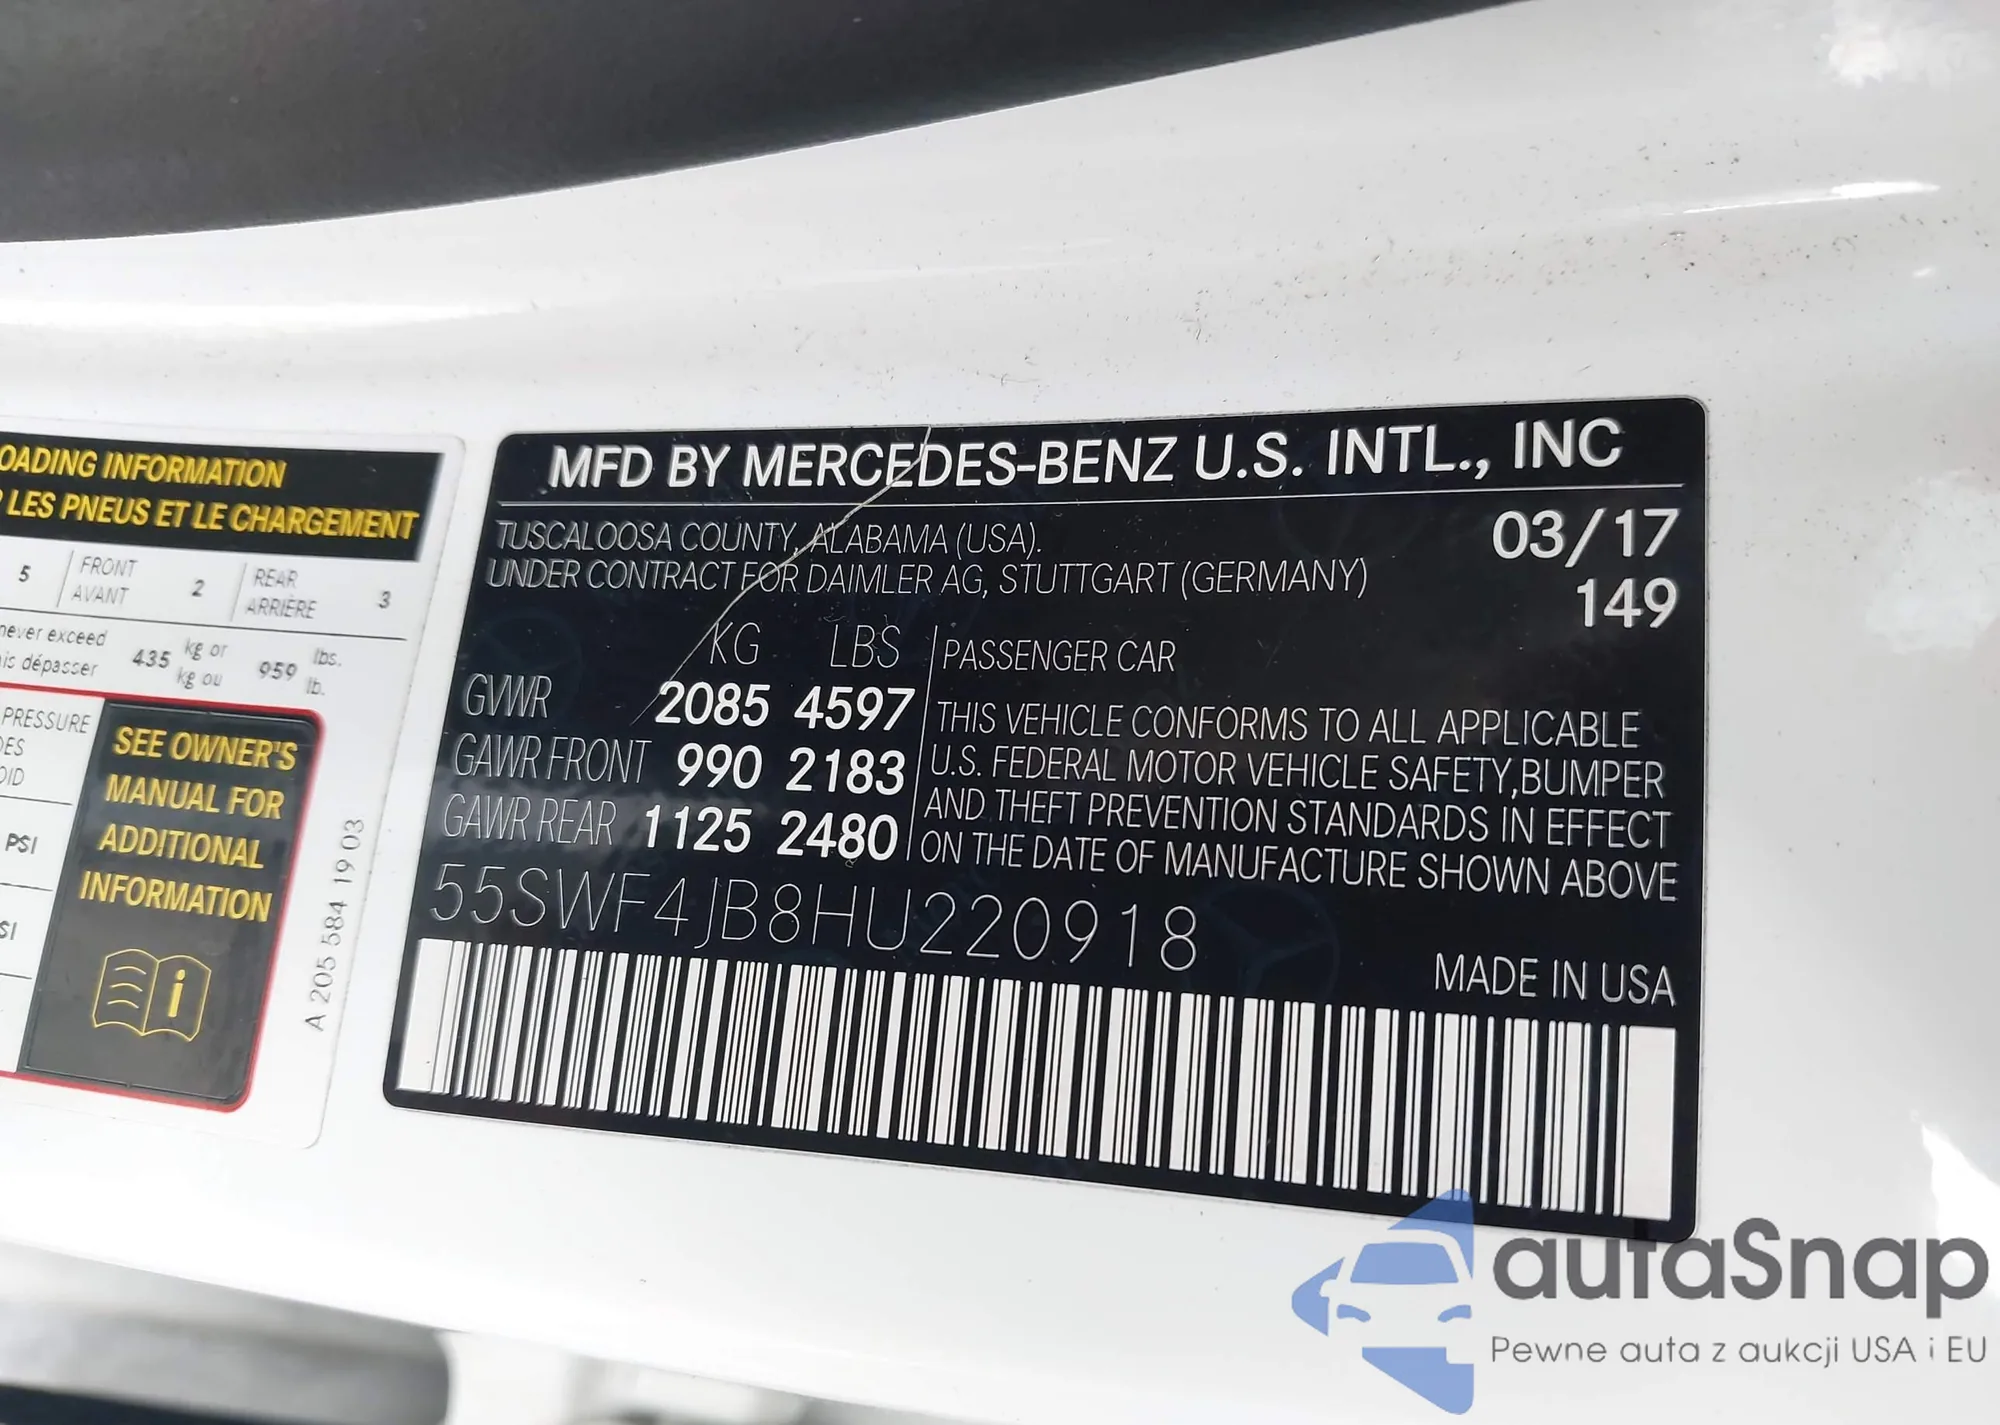 OADING INFORMATION
LES PNEUS ET LE CHARGEMENT
5 FRONT AVANT 2 REAR ARRIÈRE 3
never exceed 435 kg or 959 lbs.
dépasser kg ou lb.
PRESSURE
PSI
SEE OWNER'S
MANUAL FOR
ADDITIONAL
INFORMATION
A 205 584 19 03
MFD BY MERCEDES-BENZ U.S. INTL., INC
TUSCALOOSA COUNTY, ALABAMA (USA). 03/17
UNDER CONTRACT FOR DAIMLER AG, STUTTGART (GERMANY) 149
KG LBS PASSENGER CAR
GVWR 2085 4597
GAWR FRONT 990 2183
GAWR REAR 1125 2480
THIS VEHICLE CONFORMS TO ALL APPLICABLE
U.S. FEDERAL MOTOR VEHICLE SAFETY,BUMPER
AND THEFT PREVENTION STANDARDS IN EFFECT
ON THE DATE OF MANUFACTURE SHOWN ABOVE
55SWF4JB8HU220918
MADE IN USA
autaSnap
Pewne auta z aukcji USA i EU